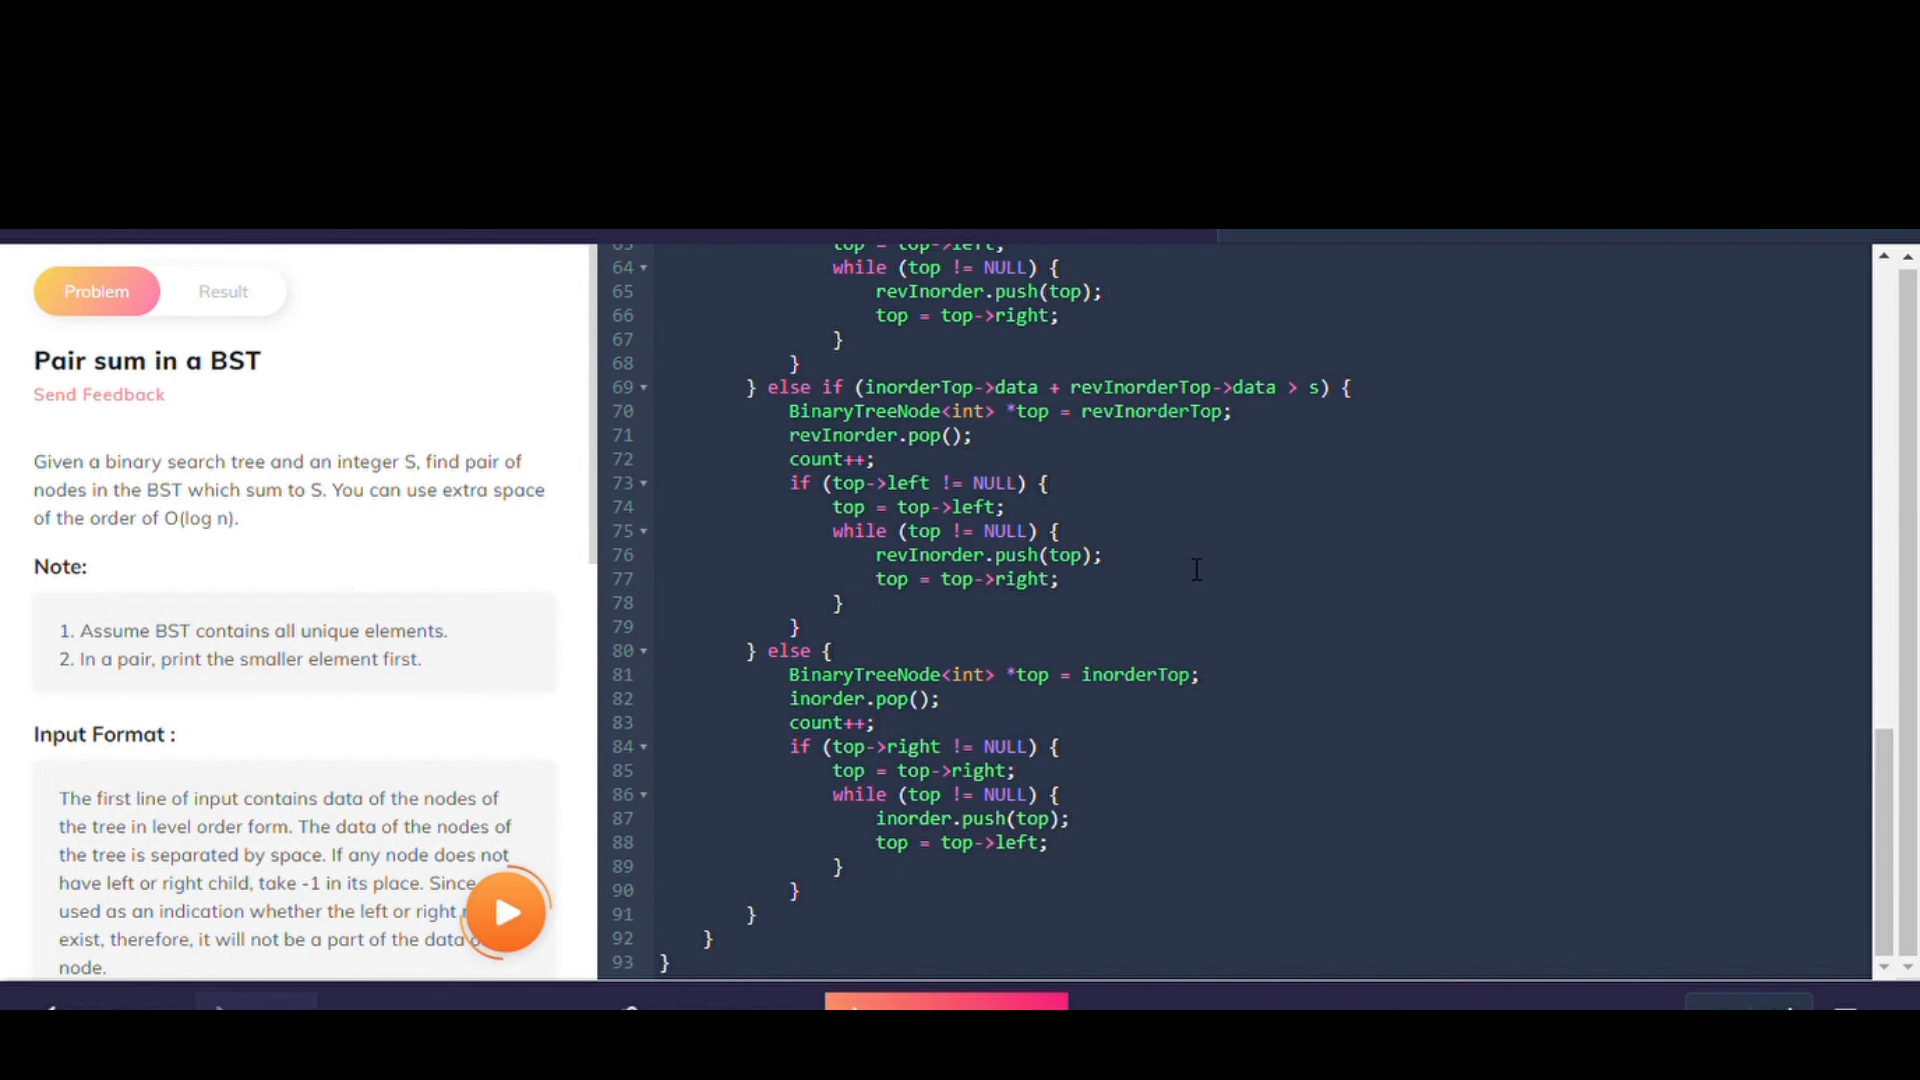 Problem
Result
Pair sum in a BST
Send Feedback
Given a binary search tree and an integer S, find pair of
nodes in the BST which sum to S. You can use extra space
of the order of O(log n).
Note:
1. Assume BST contains all unique elements.
2. In a pair, print the smaller element first.
Input Format :
The first line of input contains data of the nodes of
the tree in level order form. The data of the nodes of
the tree is separated by space. If any node does not
have left or right child, take -1 in its place. Since
used as an indication whether the left or right
exist, therefore, it will not be a part of the data
node.
top = top->left;
64 while (top != NULL) {
65 revInorder.push(top);
66 top = top->right;
67 }
68 }
69 } else if (inorderTop->data + revInorderTop->data > s) {
70 BinaryTreeNode<int> *top = revInorderTop;
71 revInorder.pop();
72 count++;
73 if (top->left != NULL) {
74 top = top->left;
75 while (top != NULL) {
76 revInorder.push(top);
77 top = top->right;
78 }
79 }
80 } else {
81 BinaryTreeNode<int> *top = inorderTop;
82 inorder.pop();
83 count++;
84 if (top->right != NULL) {
85 top = top->right;
86 while (top != NULL) {
87 inorder.push(top);
88 top = top->left;
89 }
90 }
91 }
92 }
93 }